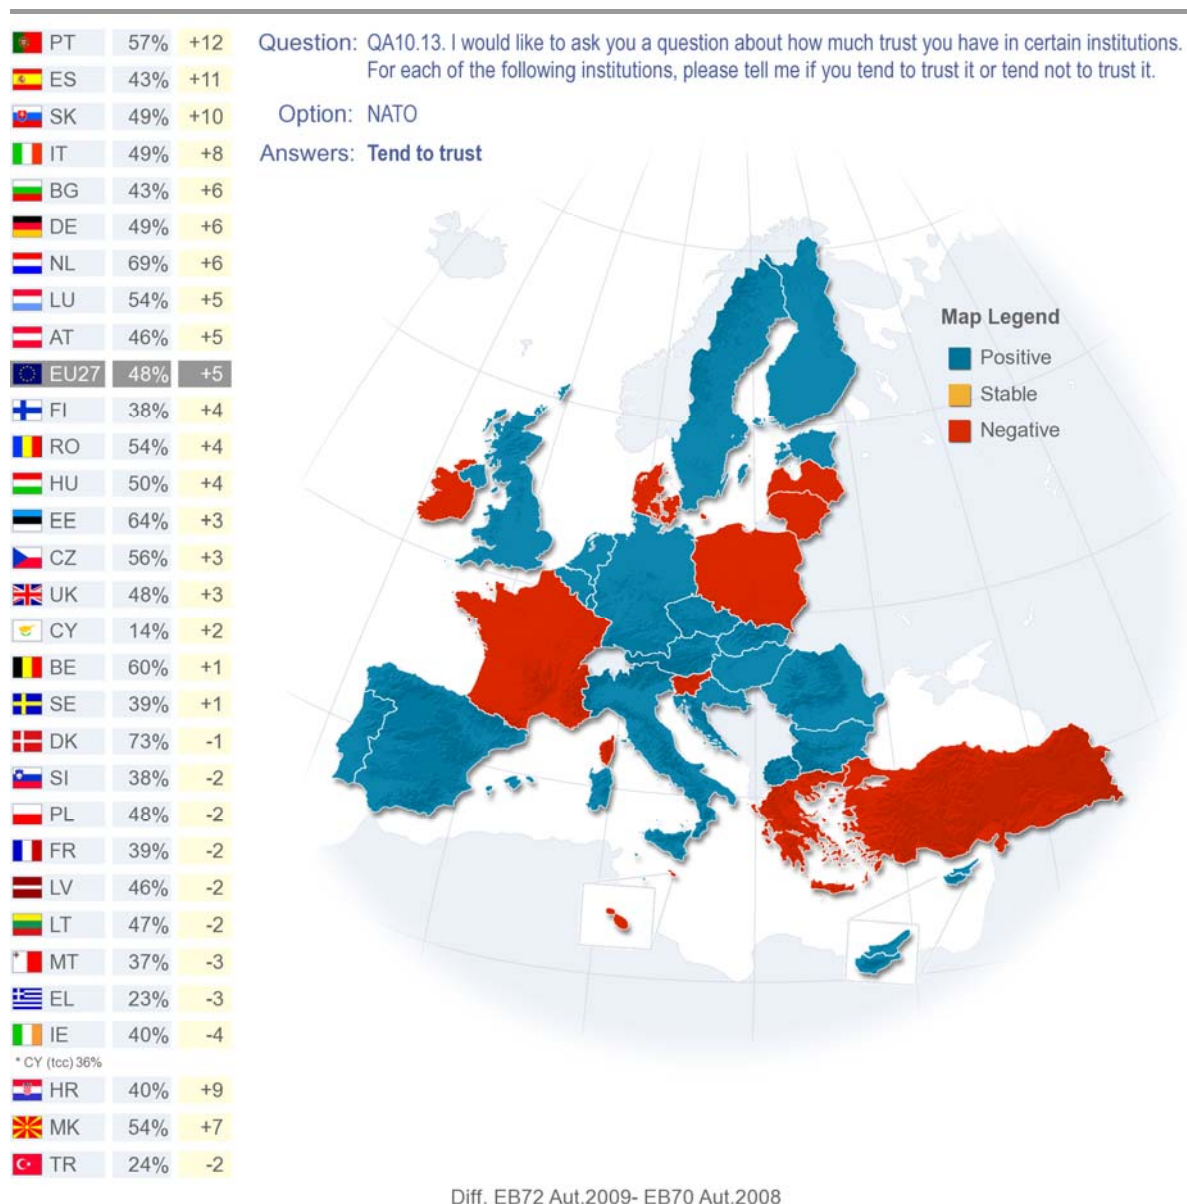 PT 57% +12
ES 43% +11
SK 49% +10
IT 49% +8
BG 43% +6
DE 49% +6
NL 69% +6
LU 54% +5
AT 46% +5
EU27 48% +5
FI 38% +4
RO 54% +4
HU 50% +4
EE 64% +3
CZ 56% +3
UK 48% +3
CY 14% +2
BE 60% +1
SE 39% +1
DK 73% -1
SI 38% -2
PL 48% -2
FR 39% -2
LV 46% -2
LT 47% -2
MT 37% -3
EL 23% -3
IE 40% -4
* CY (tcc) 36%
HR 40% +9
MK 54% +7
TR 24% -2
Question: QA10.13. I would like to ask you a question about how much trust you have in certain institutions.
For each of the following institutions, please tell me if you tend to trust it or tend not to trust it.
Option: NATO
Answers: Tend to trust
Map Legend
Positive
Stable
Negative
Diff. EB72 Aut.2009- EB70 Aut.2008